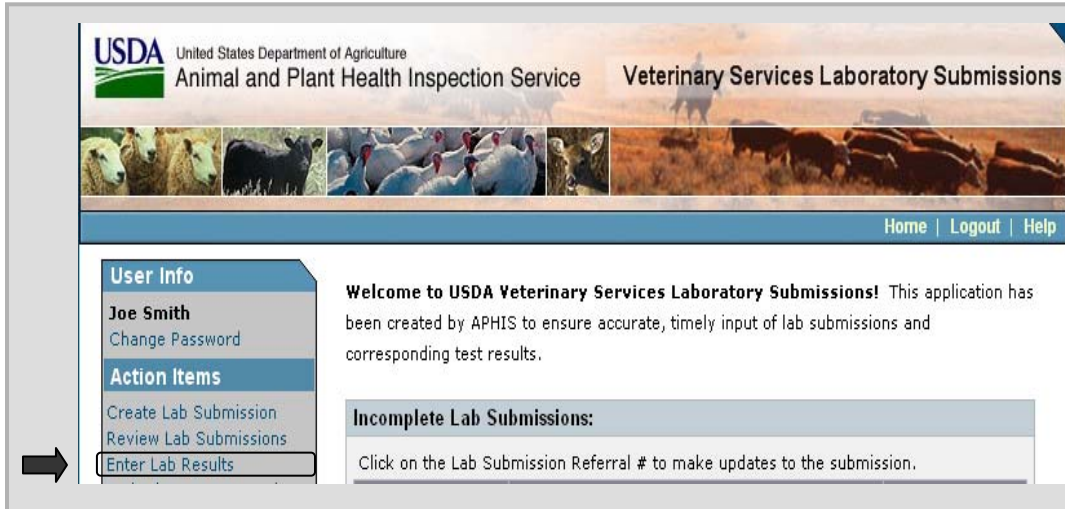 USDA United States Department of Agriculture
Animal and Plant Health Inspection Service
Veterinary Services Laboratory Submissions
Home | Logout | Help
User Info
Joe Smith
Change Password
Action Items
Create Lab Submission
Review Lab Submissions
Enter Lab Results
Welcome to USDA Veterinary Services Laboratory Submissions! This application has
been created by APHIS to ensure accurate, timely input of lab submissions and
corresponding test results.
Incomplete Lab Submissions:
Click on the Lab Submission Referral # to make updates to the submission.